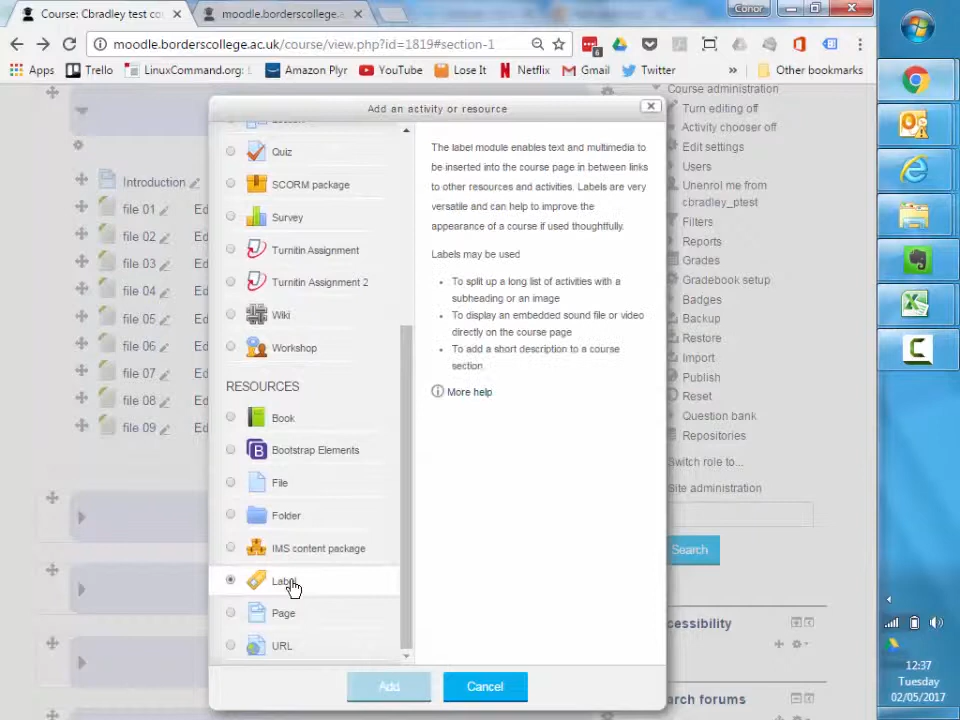 Course: Cbradley test co
moodle.borderscollege.ac
Conor
moodle.borderscollege.ac.uk/course/view.php?id=1819#section-1
6
Apps
Trello
LinuxCommand.org:
Amazon Plyr
YouTube
Lose It
Netflix
Gmail
Twitter
»
Other bookmarks
Add an activity or resource
Quiz
SCORM package
Survey
Turnitin Assignment
Turnitin Assignment 2
Wiki
Workshop
RESOURCES
Book
Bootstrap Elements
File
Folder
IMS content package
Label
Page
URL
The label module enables text and multimedia to
be inserted into the course page in between links
to other resources and activities. Labels are very
versatile and can help to improve the
appearance of a course if used thoughtfully.
Labels may be used
• To split up a long list of activities with a
subheading or an image
• To display an embedded sound file or video
directly on the course page
• To add a short description to a course
section
More help
Add
Cancel
Introduction
file 01 Ed
file 02 Ed
file 03 Ed
file 04 Ed
file 05 Ed
file 06 Ed
file 07 Ed
file 08 Ed
file 09 Ed
Course administration
Turn editing off
Activity chooser off
Edit settings
Users
Unenrol me from
cbradley_ptest
Filters
Reports
Grades
Gradebook setup
Badges
Backup
Restore
Import
Publish
Reset
Question bank
Repositories
Switch role to...
Site administration
Search
cessibility
arch forums
12:37
Tuesday
02/05/2017